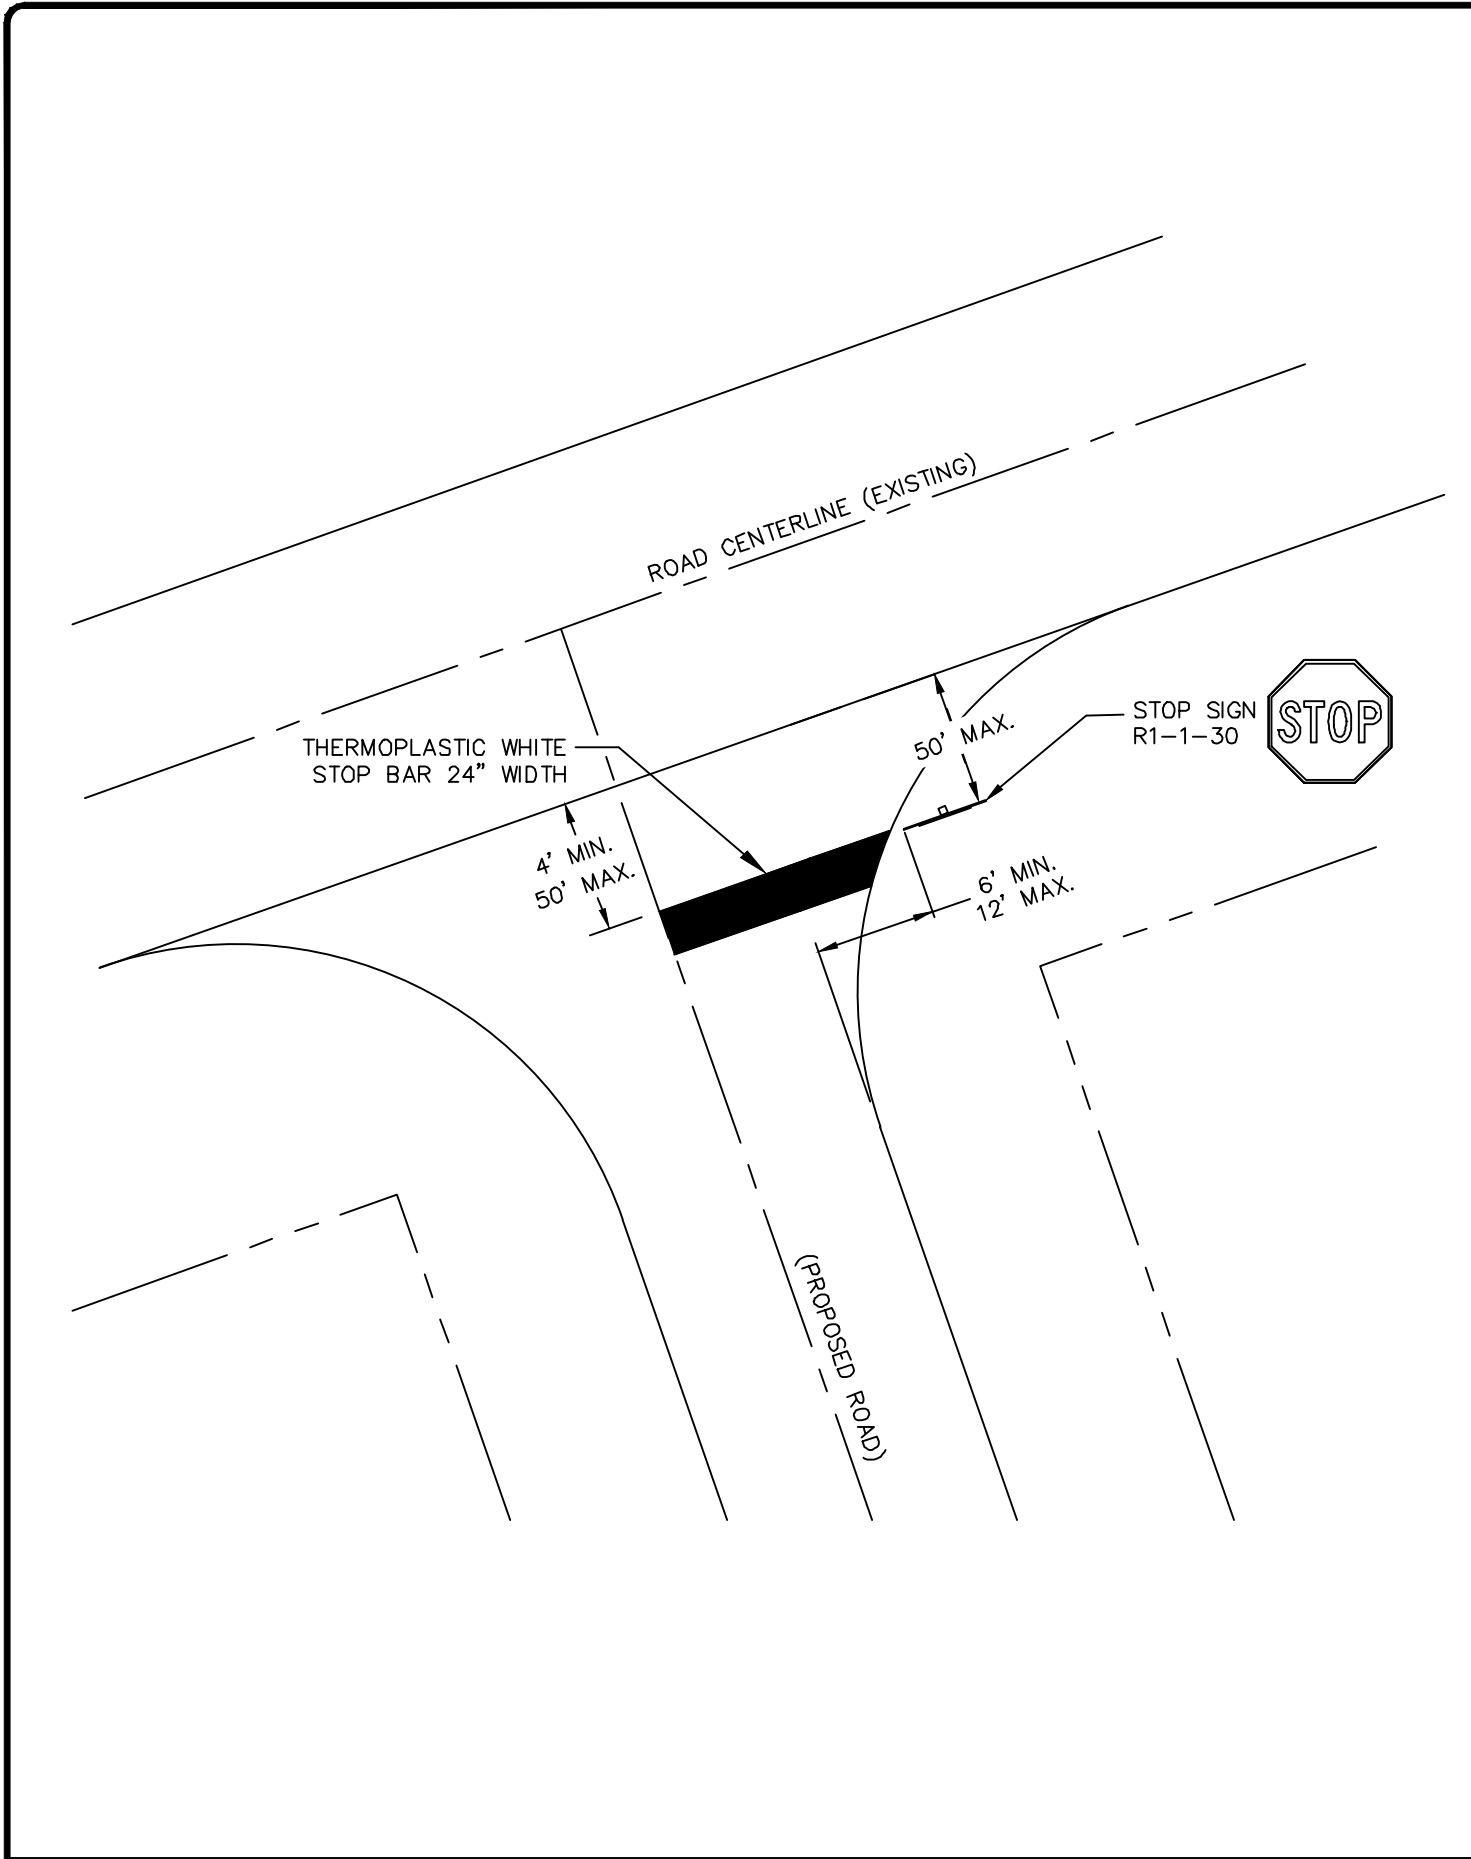 ROAD CENTERLINE (EXISTING)
THERMOPLASTIC WHITE
STOP BAR 24" WIDTH
50' MAX.
STOP SIGN
R1-1-30
STOP
4' MIN.
50' MAX.
6' MIN.
12' MAX.
(PROPOSED ROAD)